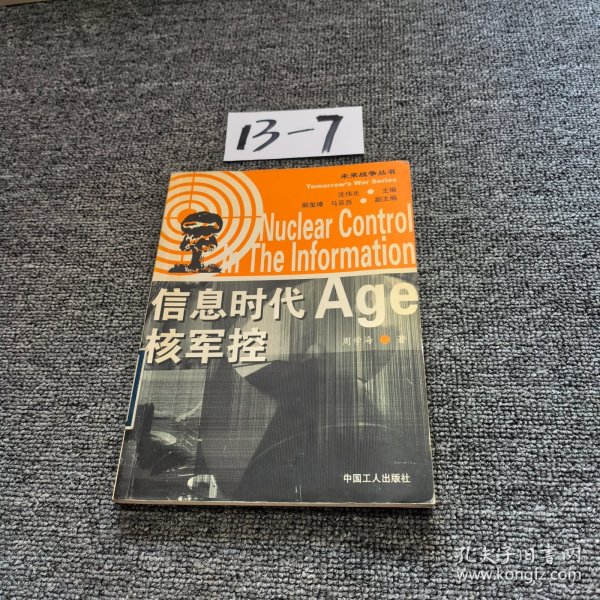 13-7
未来战争丛书
Tomorrow's War Series
沈伟光 主编
解玺璋 马亚西 副主编
Nuclear Control
In The Information
信息时代 Age
核军控
周学海 著
中国工人出版社
孔夫子旧书网
www.kongfz.com